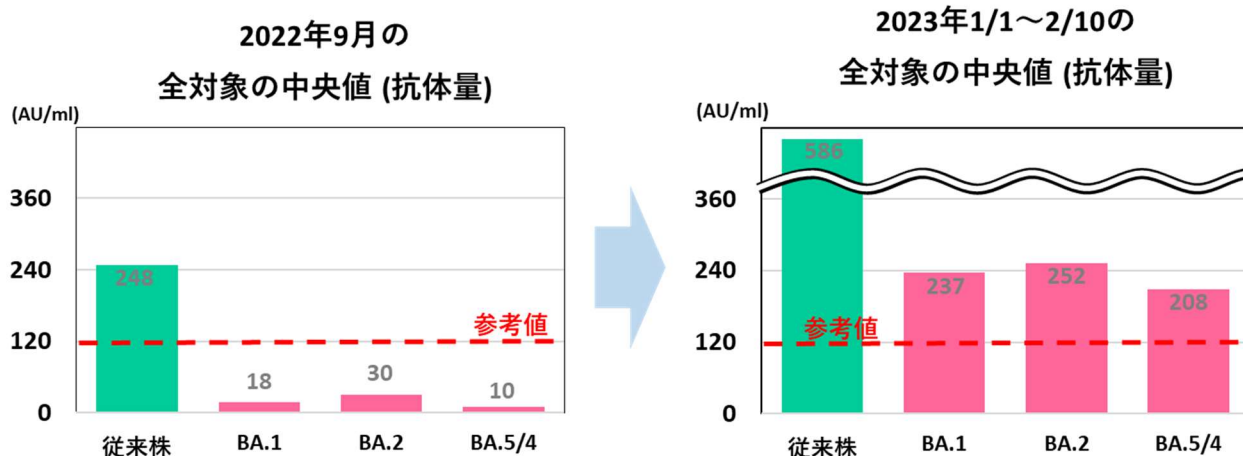 2022年9月の
全対象の中央値 (抗体量)
(AU/ml)
360
240
120
0
248
18
30
10
参考値
従来株
BA.1
BA.2
BA.5/4
2023年1/1～2/10の
全対象の中央値 (抗体量)
(AU/ml)
360
240
120
0
586
237
252
208
参考値
従来株
BA.1
BA.2
BA.5/4